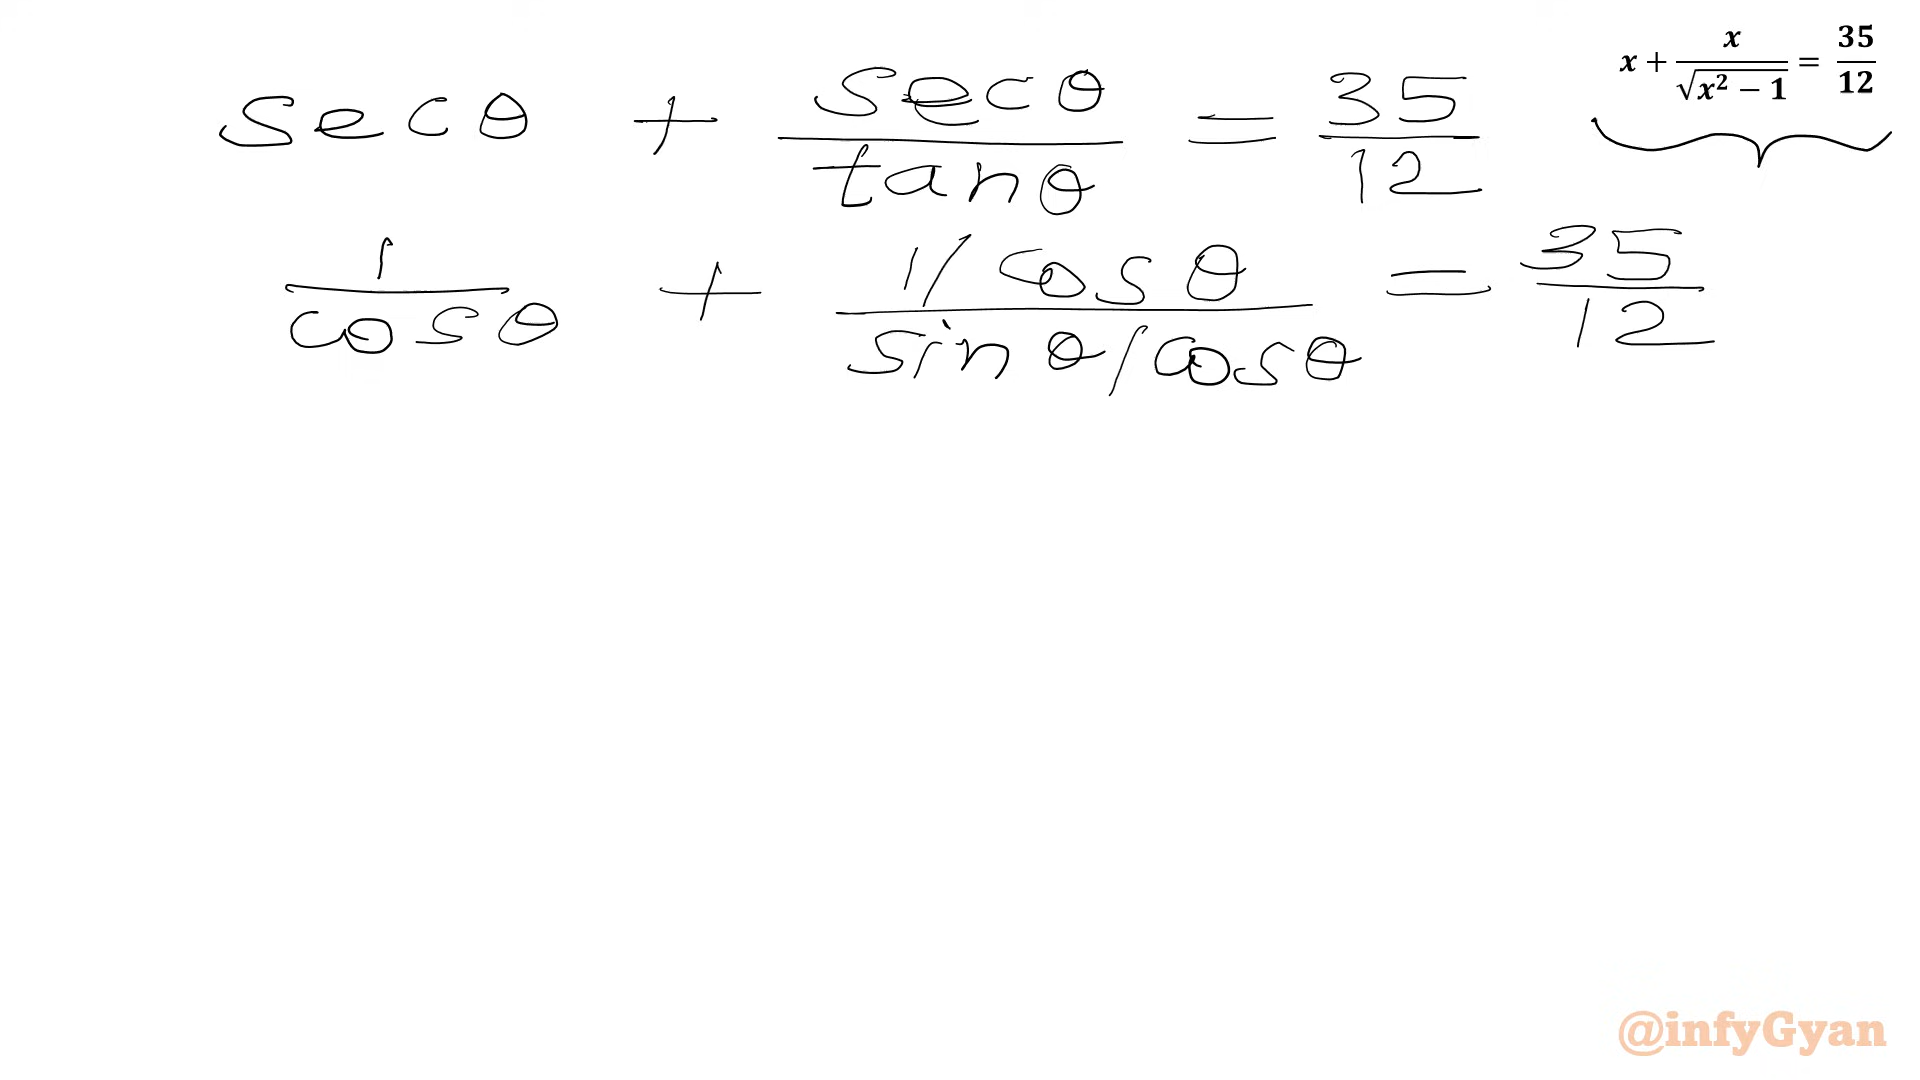 x + x/√(x² − 1) = 35/12
secθ + secθ/tanθ = 35/12
1/cosθ + (1/cosθ)/(sinθ/cosθ) = 35/12
@infyGyan